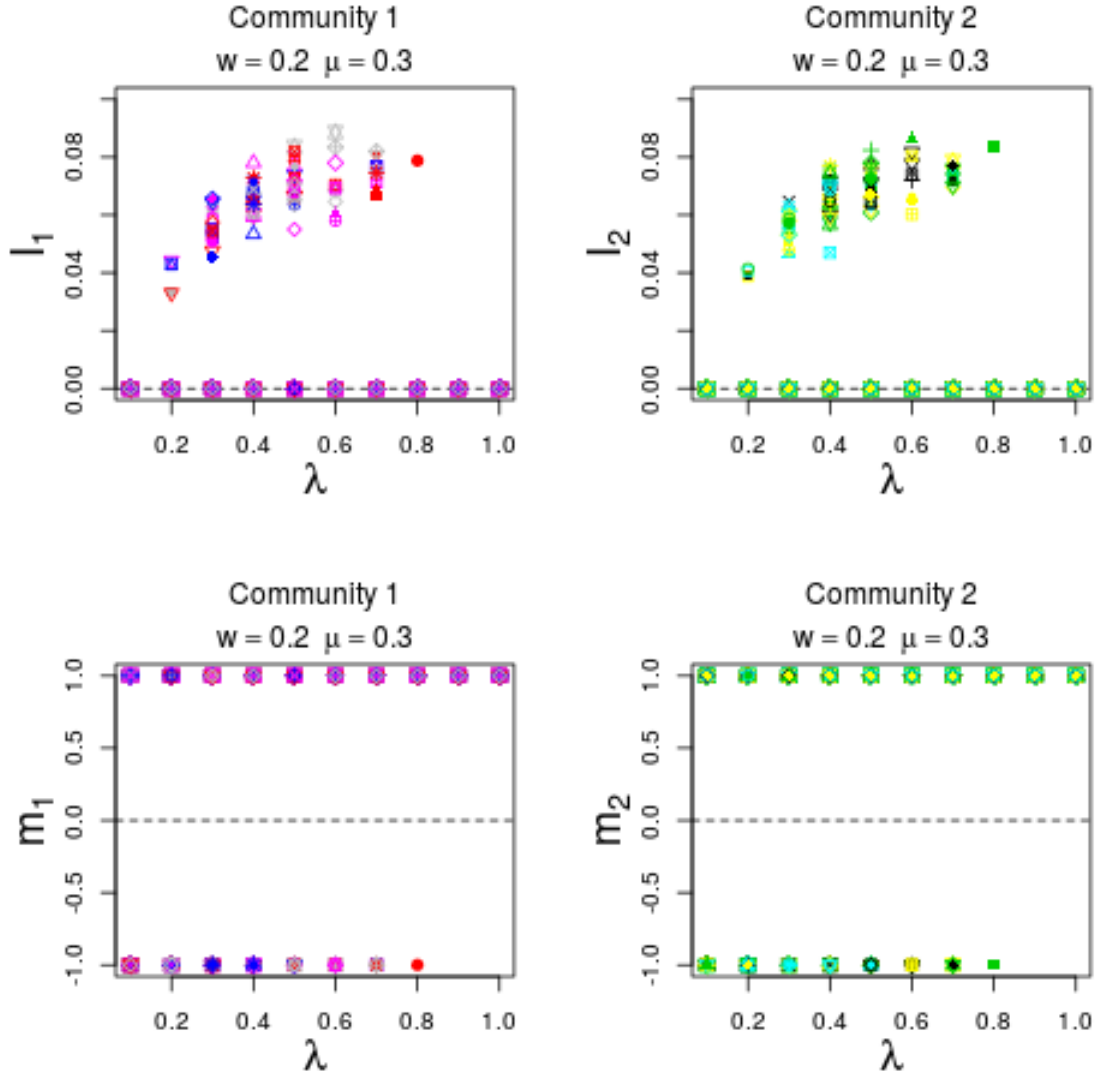 Community 1
w = 0.2 μ = 0.3
I₁
0.00 0.04 0.08
0.2 0.4 0.6 0.8 1.0
λ
Community 2
w = 0.2 μ = 0.3
I₂
0.00 0.04 0.08
0.2 0.4 0.6 0.8 1.0
λ
Community 1
w = 0.2 μ = 0.3
m₁
-1.0 -0.5 0.0 0.5 1.0
0.2 0.4 0.6 0.8 1.0
λ
Community 2
w = 0.2 μ = 0.3
m₂
-1.0 -0.5 0.0 0.5 1.0
0.2 0.4 0.6 0.8 1.0
λ